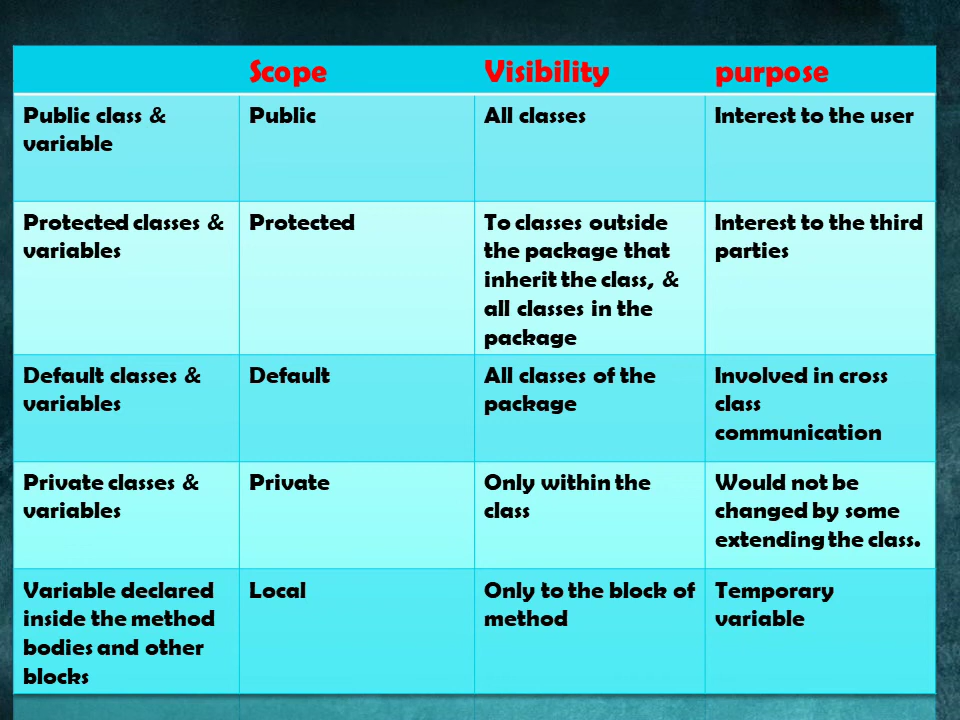 Scope Visibility purpose
Public class &
variable
Public
All classes
Interest to the user
Protected classes &
variables
Protected
To classes outside
the package that
inherit the class, &
all classes in the
package
Interest to the third
parties
Default classes &
variables
Default
All classes of the
package
Involved in cross
class
communication
Private classes &
variables
Private
Only within the
class
Would not be
changed by some
extending the class.
Variable declared
inside the method
bodies and other
blocks
Local
Only to the block of
method
Temporary
variable